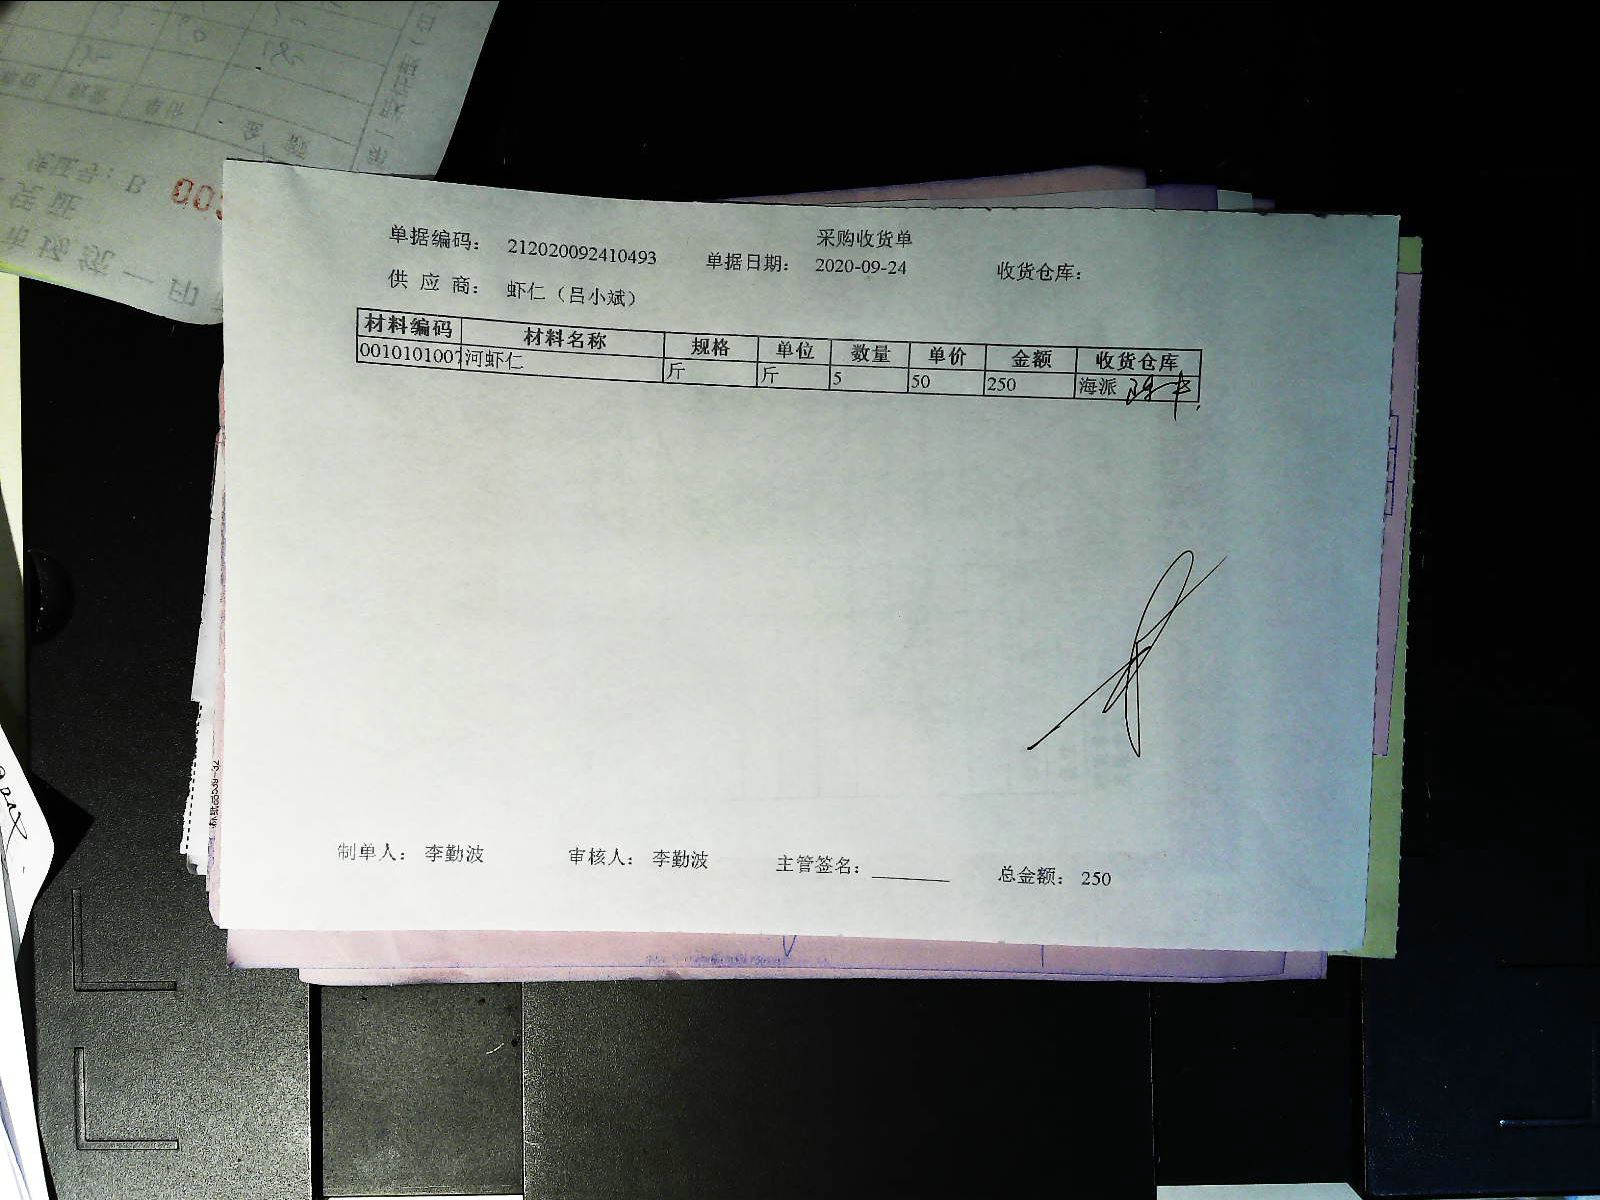 采购收货单
单据编码： 212020092410493 单据日期： 2020-09-24 收货仓库：
供 应 商： 虾仁（吕小斌）
材料编码 材料名称 规格 单位 数量 单价 金额 收货仓库
0010101007 河虾仁 斤 斤 5 50 250 海派
制单人： 李勤波 审核人： 李勤波 主管签名： 总金额： 250